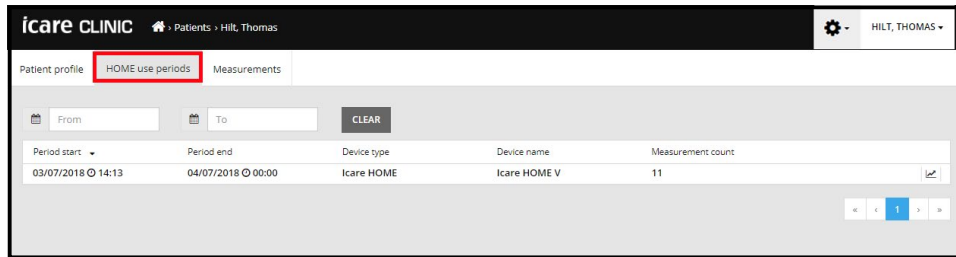 icare CLINIC › Patients › Hilt, Thomas HILT, THOMAS
Patient profile HOME use periods Measurements
From To CLEAR
Period start Period end Device type Device name Measurement count
03/07/2018 14:13 04/07/2018 00:00 Icare HOME Icare HOME V 11
« ‹ 1 › »